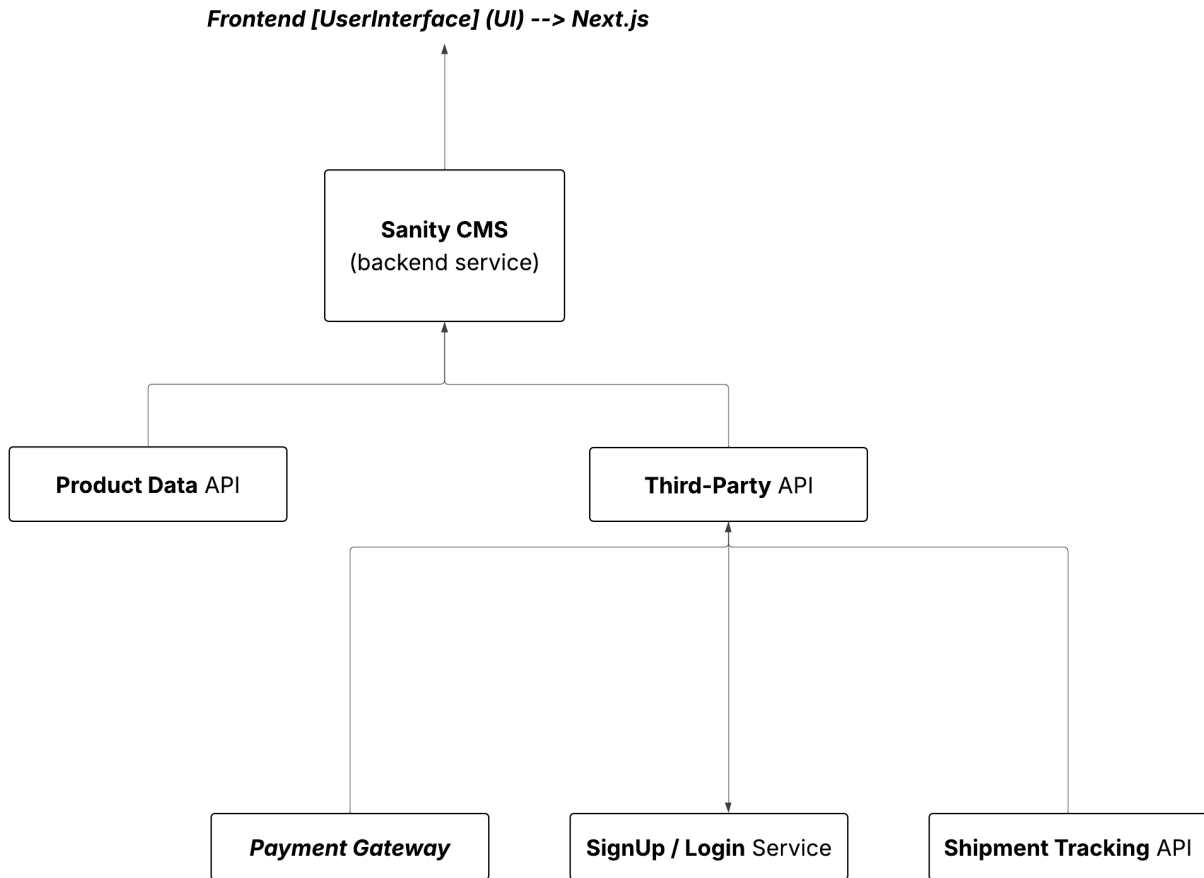 Frontend [UserInterface] (UI) --> Next.js
Sanity CMS
(backend service)
Product Data API
Third-Party API
Payment Gateway
SignUp / Login Service
Shipment Tracking API